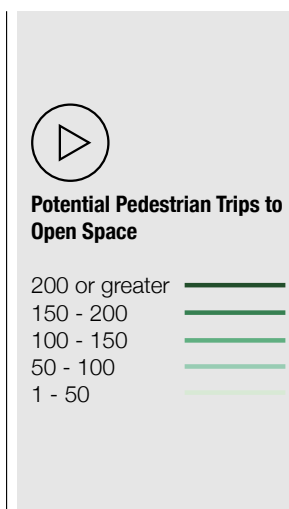 Potential Pedestrian Trips to
Open Space
200 or greater
150 - 200
100 - 150
50 - 100
1 - 50